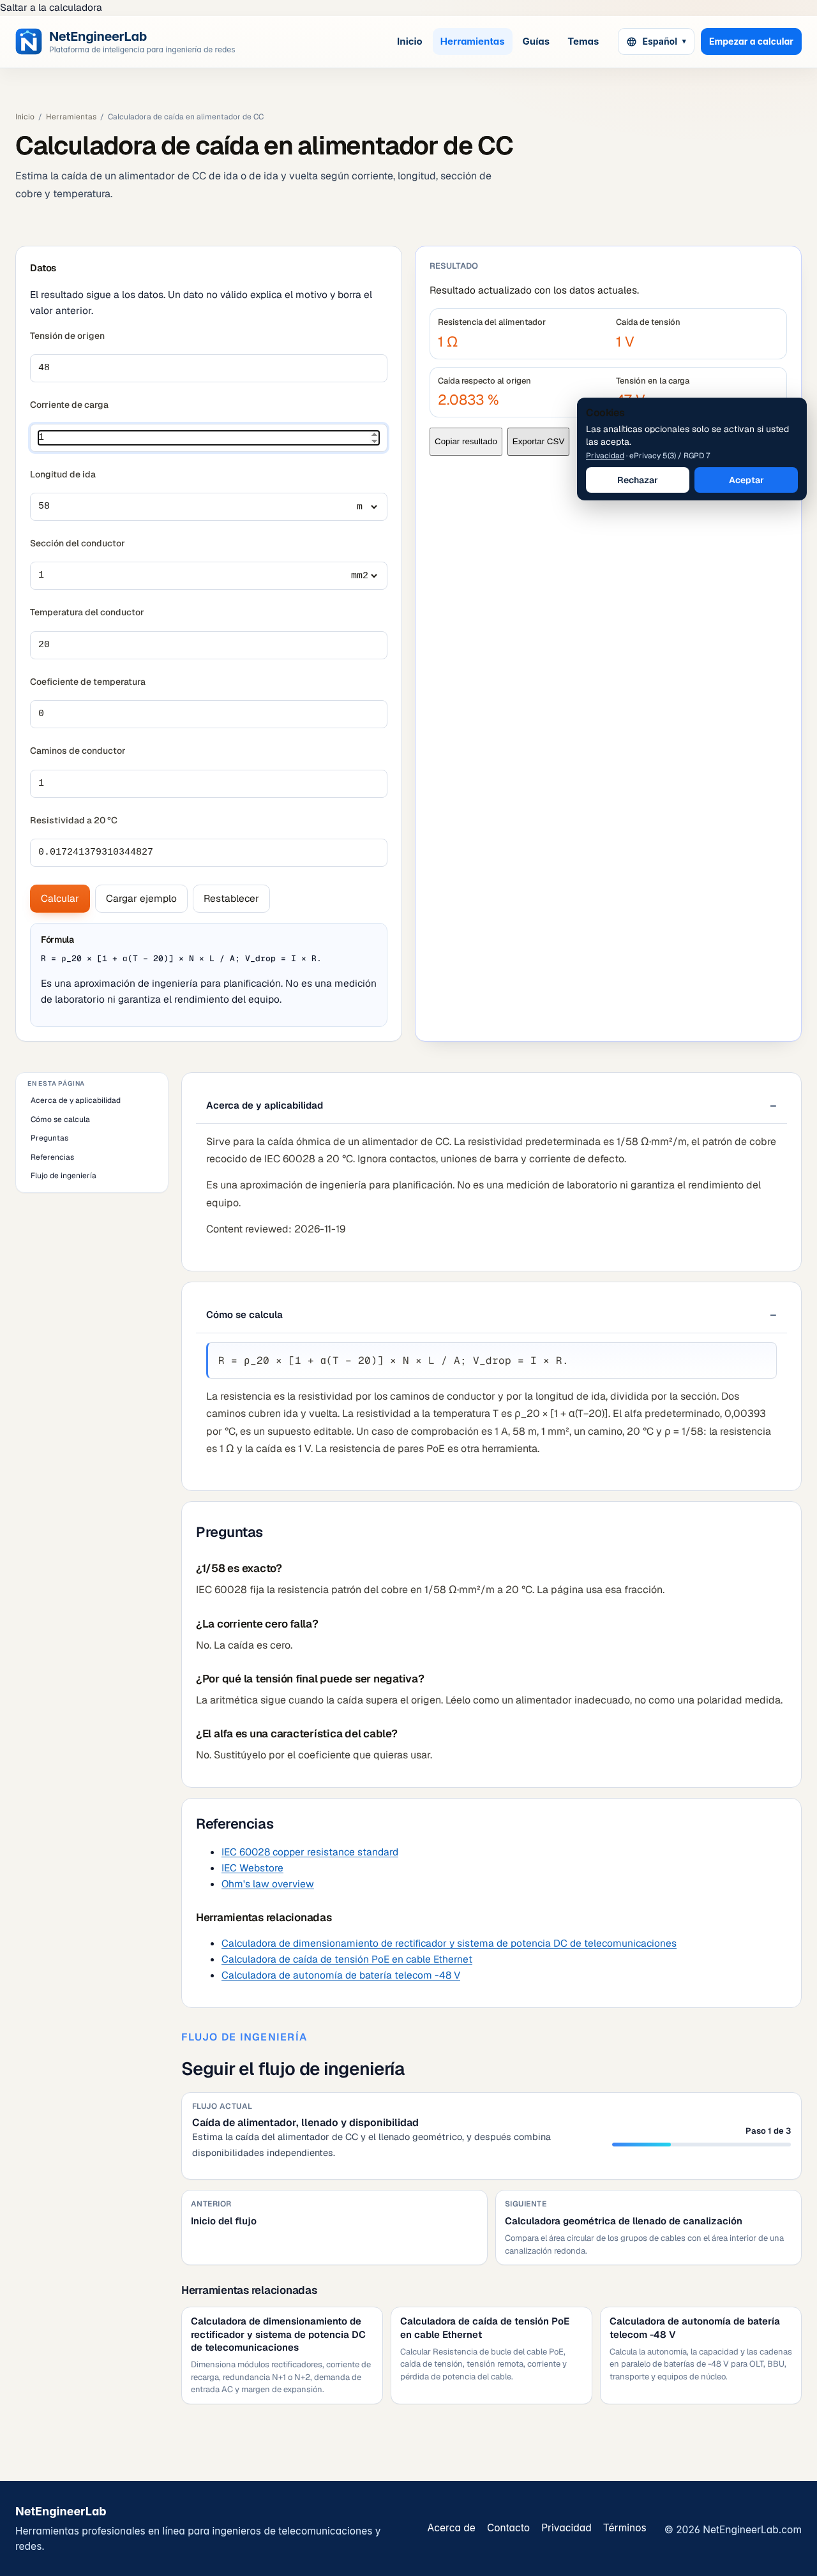 Saltar a la calculadora
NetEngineerLab
Plataforma de inteligencia para ingeniería de redes
Inicio
Herramientas
Guías
Temas
Español ▾
Empezar a calcular
Inicio / Herramientas / Calculadora de caída en alimentador de CC
Calculadora de caída en alimentador de CC
Estima la caída de un alimentador de CC de ida o de ida y vuelta según corriente, longitud, sección de
cobre y temperatura.
Datos
El resultado sigue a los datos. Un dato no válido explica el motivo y borra el
valor anterior.
Tensión de origen
48
Corriente de carga
1
Longitud de ida
58
m
Sección del conductor
1
mm2
Temperatura del conductor
20
Coeficiente de temperatura
0
Caminos de conductor
1
Resistividad a 20 °C
0.017241379310344827
Calcular
Cargar ejemplo
Restablecer
Fórmula
R = ρ_20 × [1 + α(T − 20)] × N × L / A; V_drop = I × R.
Es una aproximación de ingeniería para planificación. No es una medición
de laboratorio ni garantiza el rendimiento del equipo.
RESULTADO
Resultado actualizado con los datos actuales.
Resistencia del alimentador
1 Ω
Caída de tensión
1 V
Caída respecto al origen
2.0833 %
Tensión en la carga
47 V
Copiar resultado
Exportar CSV
Cookies
Las analíticas opcionales solo se activan si usted
las acepta.
Privacidad · ePrivacy 5(3) / RGPD 7
Rechazar
Aceptar
EN ESTA PÁGINA
Acerca de y aplicabilidad
Cómo se calcula
Preguntas
Referencias
Flujo de ingeniería
Acerca de y aplicabilidad
−
Sirve para la caída óhmica de un alimentador de CC. La resistividad predeterminada es 1/58 Ω·mm²/m, el patrón de cobre
recocido de IEC 60028 a 20 °C. Ignora contactos, uniones de barra y corriente de defecto.
Es una aproximación de ingeniería para planificación. No es una medición de laboratorio ni garantiza el rendimiento del
equipo.
Content reviewed: 2026-11-19
Cómo se calcula
−
R = ρ_20 × [1 + α(T − 20)] × N × L / A; V_drop = I × R.
La resistencia es la resistividad por los caminos de conductor y por la longitud de ida, dividida por la sección. Dos
caminos cubren ida y vuelta. La resistividad a la temperatura T es ρ_20 × [1 + α(T−20)]. El alfa predeterminado, 0,00393
por °C, es un supuesto editable. Un caso de comprobación es 1 A, 58 m, 1 mm², un camino, 20 °C y ρ = 1/58: la resistencia
es 1 Ω y la caída es 1 V. La resistencia de pares PoE es otra herramienta.
Preguntas
¿1/58 es exacto?
IEC 60028 fija la resistencia patrón del cobre en 1/58 Ω·mm²/m a 20 °C. La página usa esa fracción.
¿La corriente cero falla?
No. La caída es cero.
¿Por qué la tensión final puede ser negativa?
La aritmética sigue cuando la caída supera el origen. Léelo como un alimentador inadecuado, no como una polaridad medida.
¿El alfa es una característica del cable?
No. Sustitúyelo por el coeficiente que quieras usar.
Referencias
IEC 60028 copper resistance standard
IEC Webstore
Ohm's law overview
Herramientas relacionadas
Calculadora de dimensionamiento de rectificador y sistema de potencia DC de telecomunicaciones
Calculadora de caída de tensión PoE en cable Ethernet
Calculadora de autonomía de batería telecom -48 V
FLUJO DE INGENIERÍA
Seguir el flujo de ingeniería
FLUJO ACTUAL
Caída de alimentador, llenado y disponibilidad
Estima la caída del alimentador de CC y el llenado geométrico, y después combina
disponibilidades independientes.
Paso 1 de 3
ANTERIOR
Inicio del flujo
SIGUIENTE
Calculadora geométrica de llenado de canalización
Compara el área circular de los grupos de cables con el área interior de una
canalización redonda.
Herramientas relacionadas
Calculadora de dimensionamiento de
rectificador y sistema de potencia DC
de telecomunicaciones
Dimensiona módulos rectificadores, corriente de
recarga, redundancia N+1 o N+2, demanda de
entrada AC y margen de expansión.
Calculadora de caída de tensión PoE
en cable Ethernet
Calcular Resistencia de bucle del cable PoE,
caída de tensión, tensión remota, corriente y
pérdida de potencia del cable.
Calculadora de autonomía de batería
telecom -48 V
Calcula la autonomía, la capacidad y las cadenas
en paralelo de baterías de -48 V para OLT, BBU,
transporte y equipos de núcleo.
NetEngineerLab
Herramientas profesionales en línea para ingenieros de telecomunicaciones y
redes.
Acerca de
Contacto
Privacidad
Términos
© 2026 NetEngineerLab.com